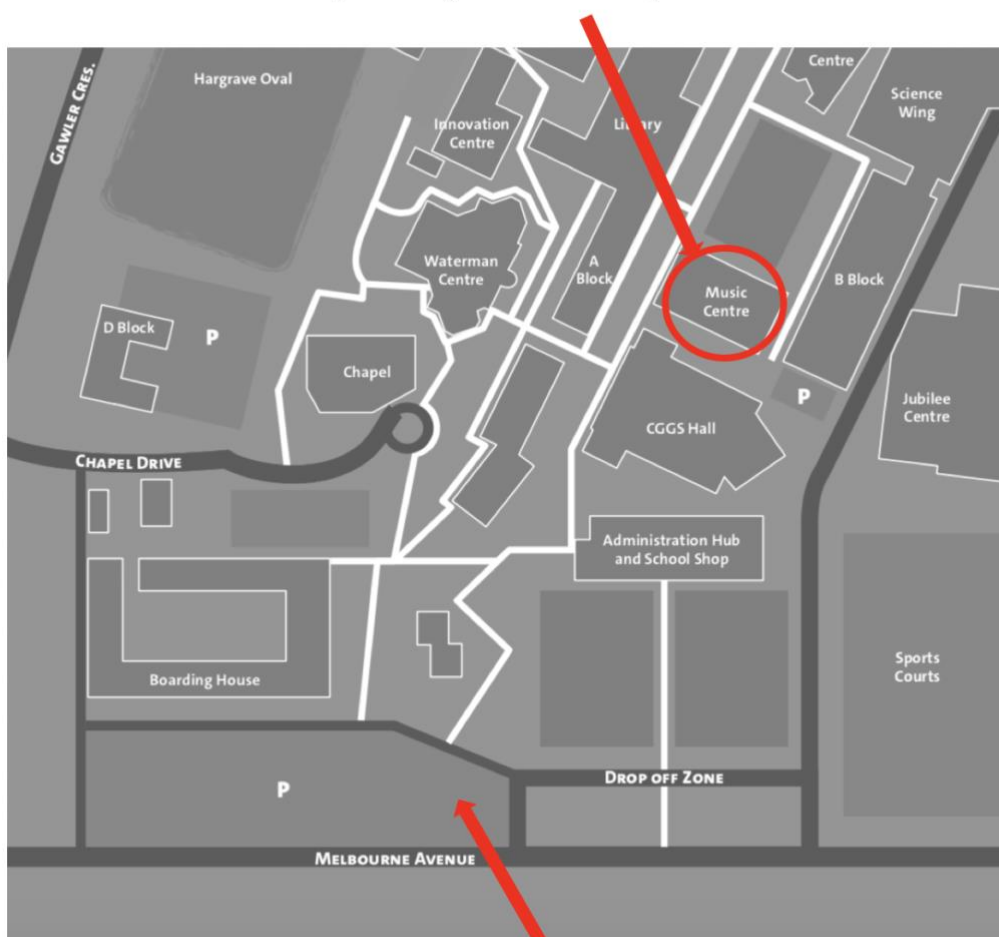 Centre
Science
Wing
Hargrave Oval
GAWLER CRES.
Innovation
Centre
Library
Waterman
Centre
A
Block
Music
Centre
B Block
D Block
P
Chapel
P
Jubilee
Centre
CGGS Hall
CHAPEL DRIVE
Administration Hub
and School Shop
Boarding House
Sports
Courts
DROP OFF ZONE
P
MELBOURNE AVENUE